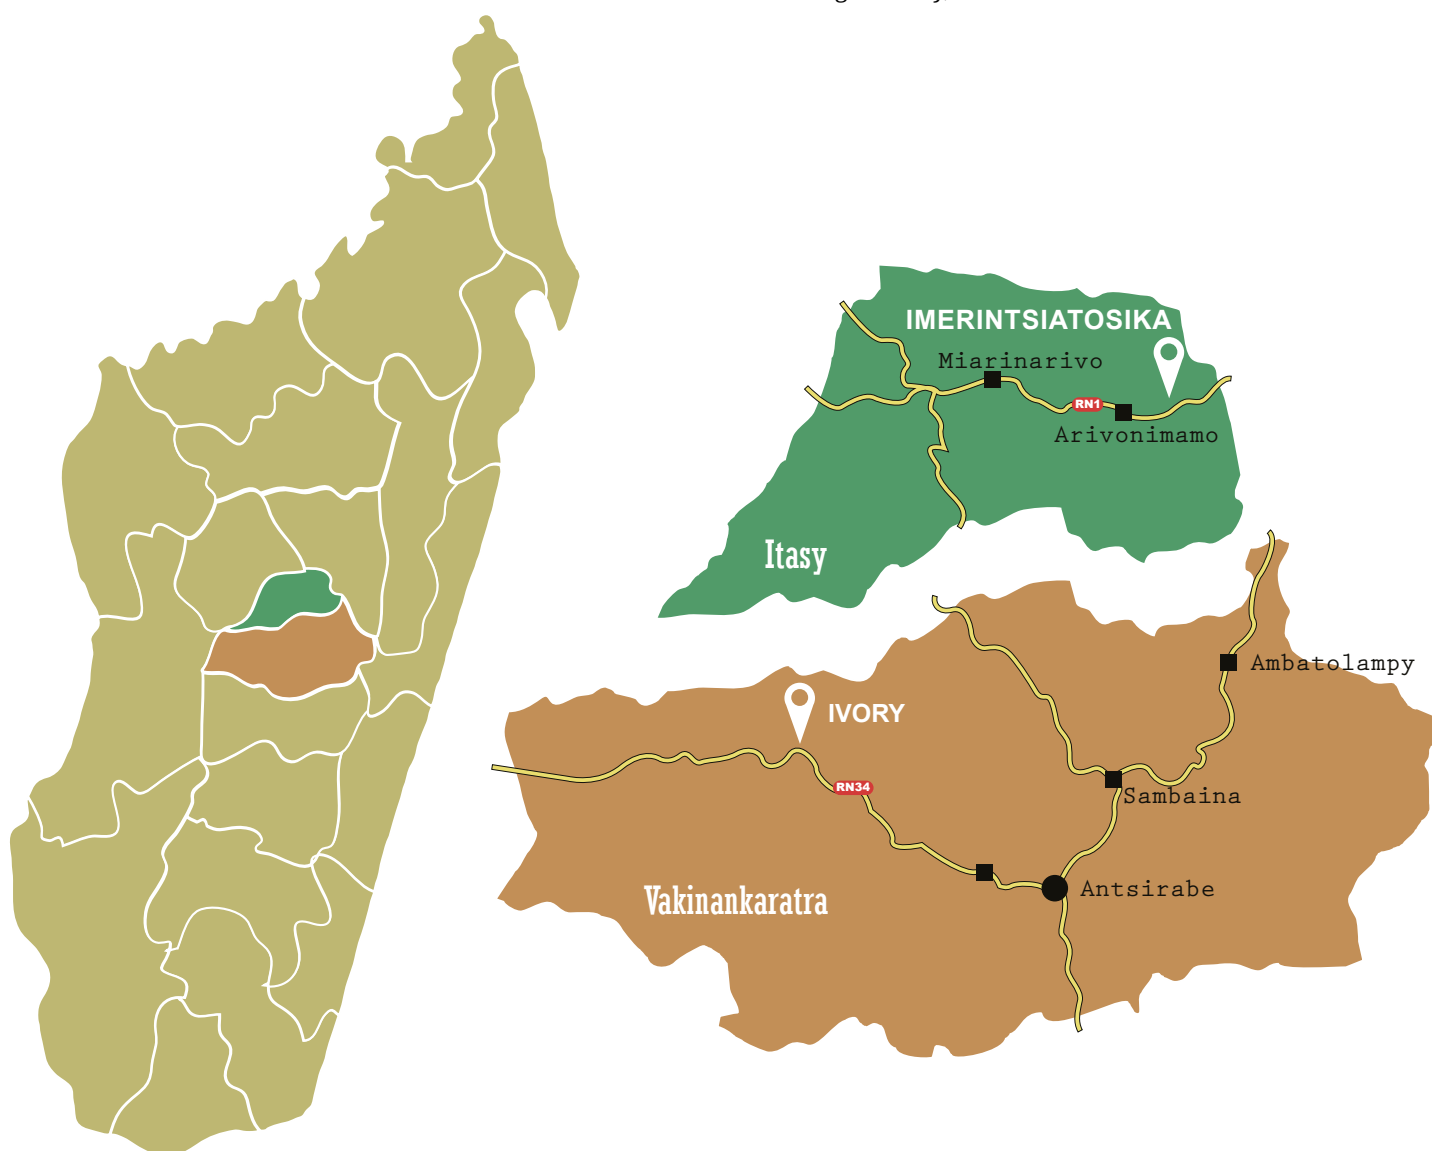 IMERINTSIATOSIKA
Miarinarivo
RN1
Arivonimamo
Itasy
Ambatolampy
IVORY
RN34
Sambaina
Antsirabe
Vakinankaratra